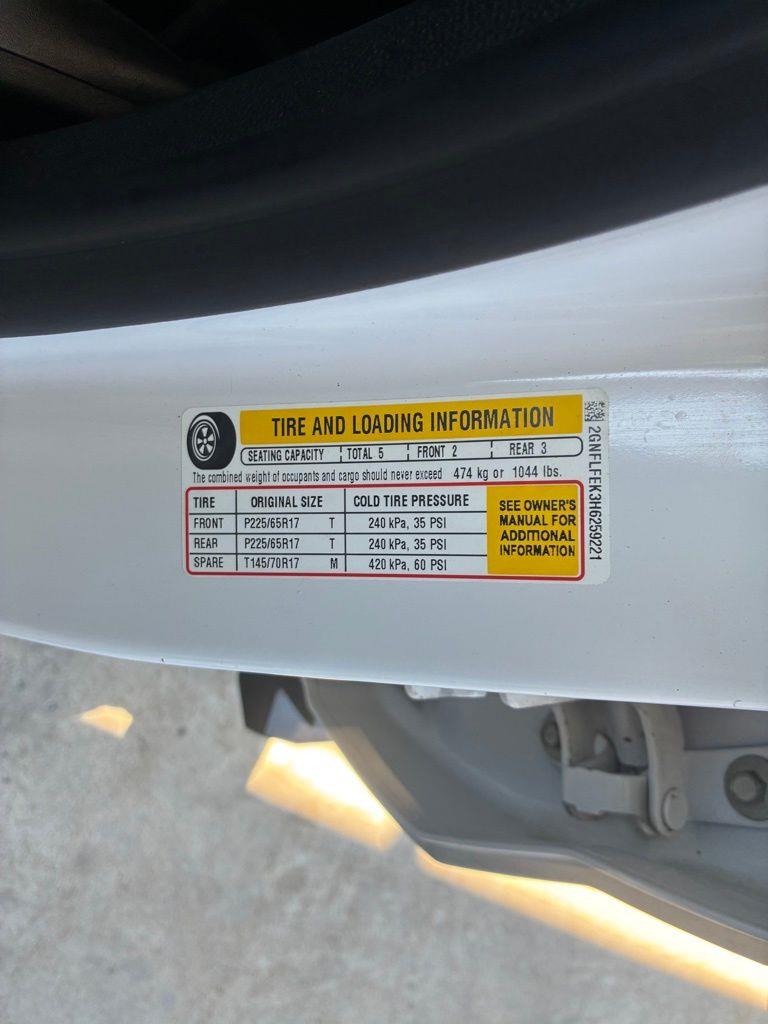 TIRE AND LOADING INFORMATION
SEATING CAPACITY TOTAL 5 FRONT 2 REAR 3
The combined weight of occupants and cargo should never exceed 474 kg or 1044 lbs.
TIRE ORIGINAL SIZE COLD TIRE PRESSURE
FRONT P225/65R17 T 240 kPa, 35 PSI
REAR P225/65R17 T 240 kPa, 35 PSI
SPARE T145/70R17 M 420 kPa, 60 PSI
SEE OWNER'S
MANUAL FOR
ADDITIONAL
INFORMATION
2GNFLFEK3H6259221